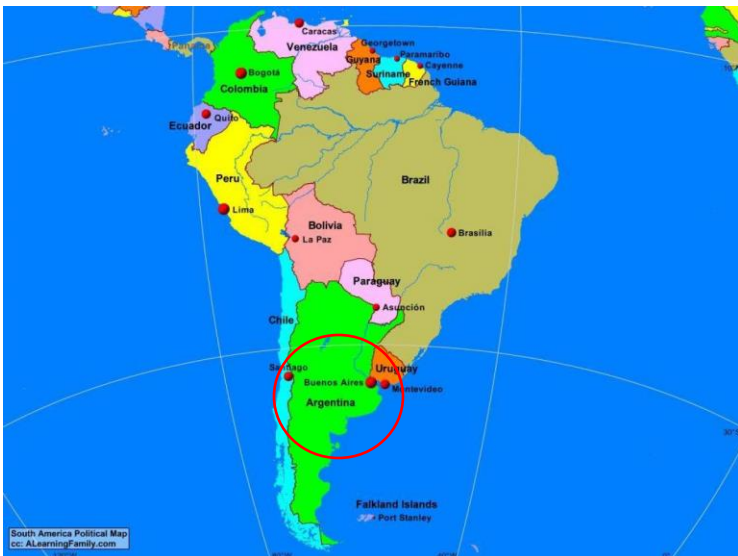 Caracas
Venezuela
Panama
Georgetown
Paramaribo
Guyana
Cayenne
Suriname
French Guiana
Bogotá
Colombia
Quito
Ecuador
Peru
Brazil
Lima
Bolivia
La Paz
Brasilia
Paraguay
Asunción
Chile
Santiago
Uruguay
Buenos Aires
Montevideo
Argentina
Falkland Islands
Port Stanley
South America Political Map
cc: ALearningFamily.com